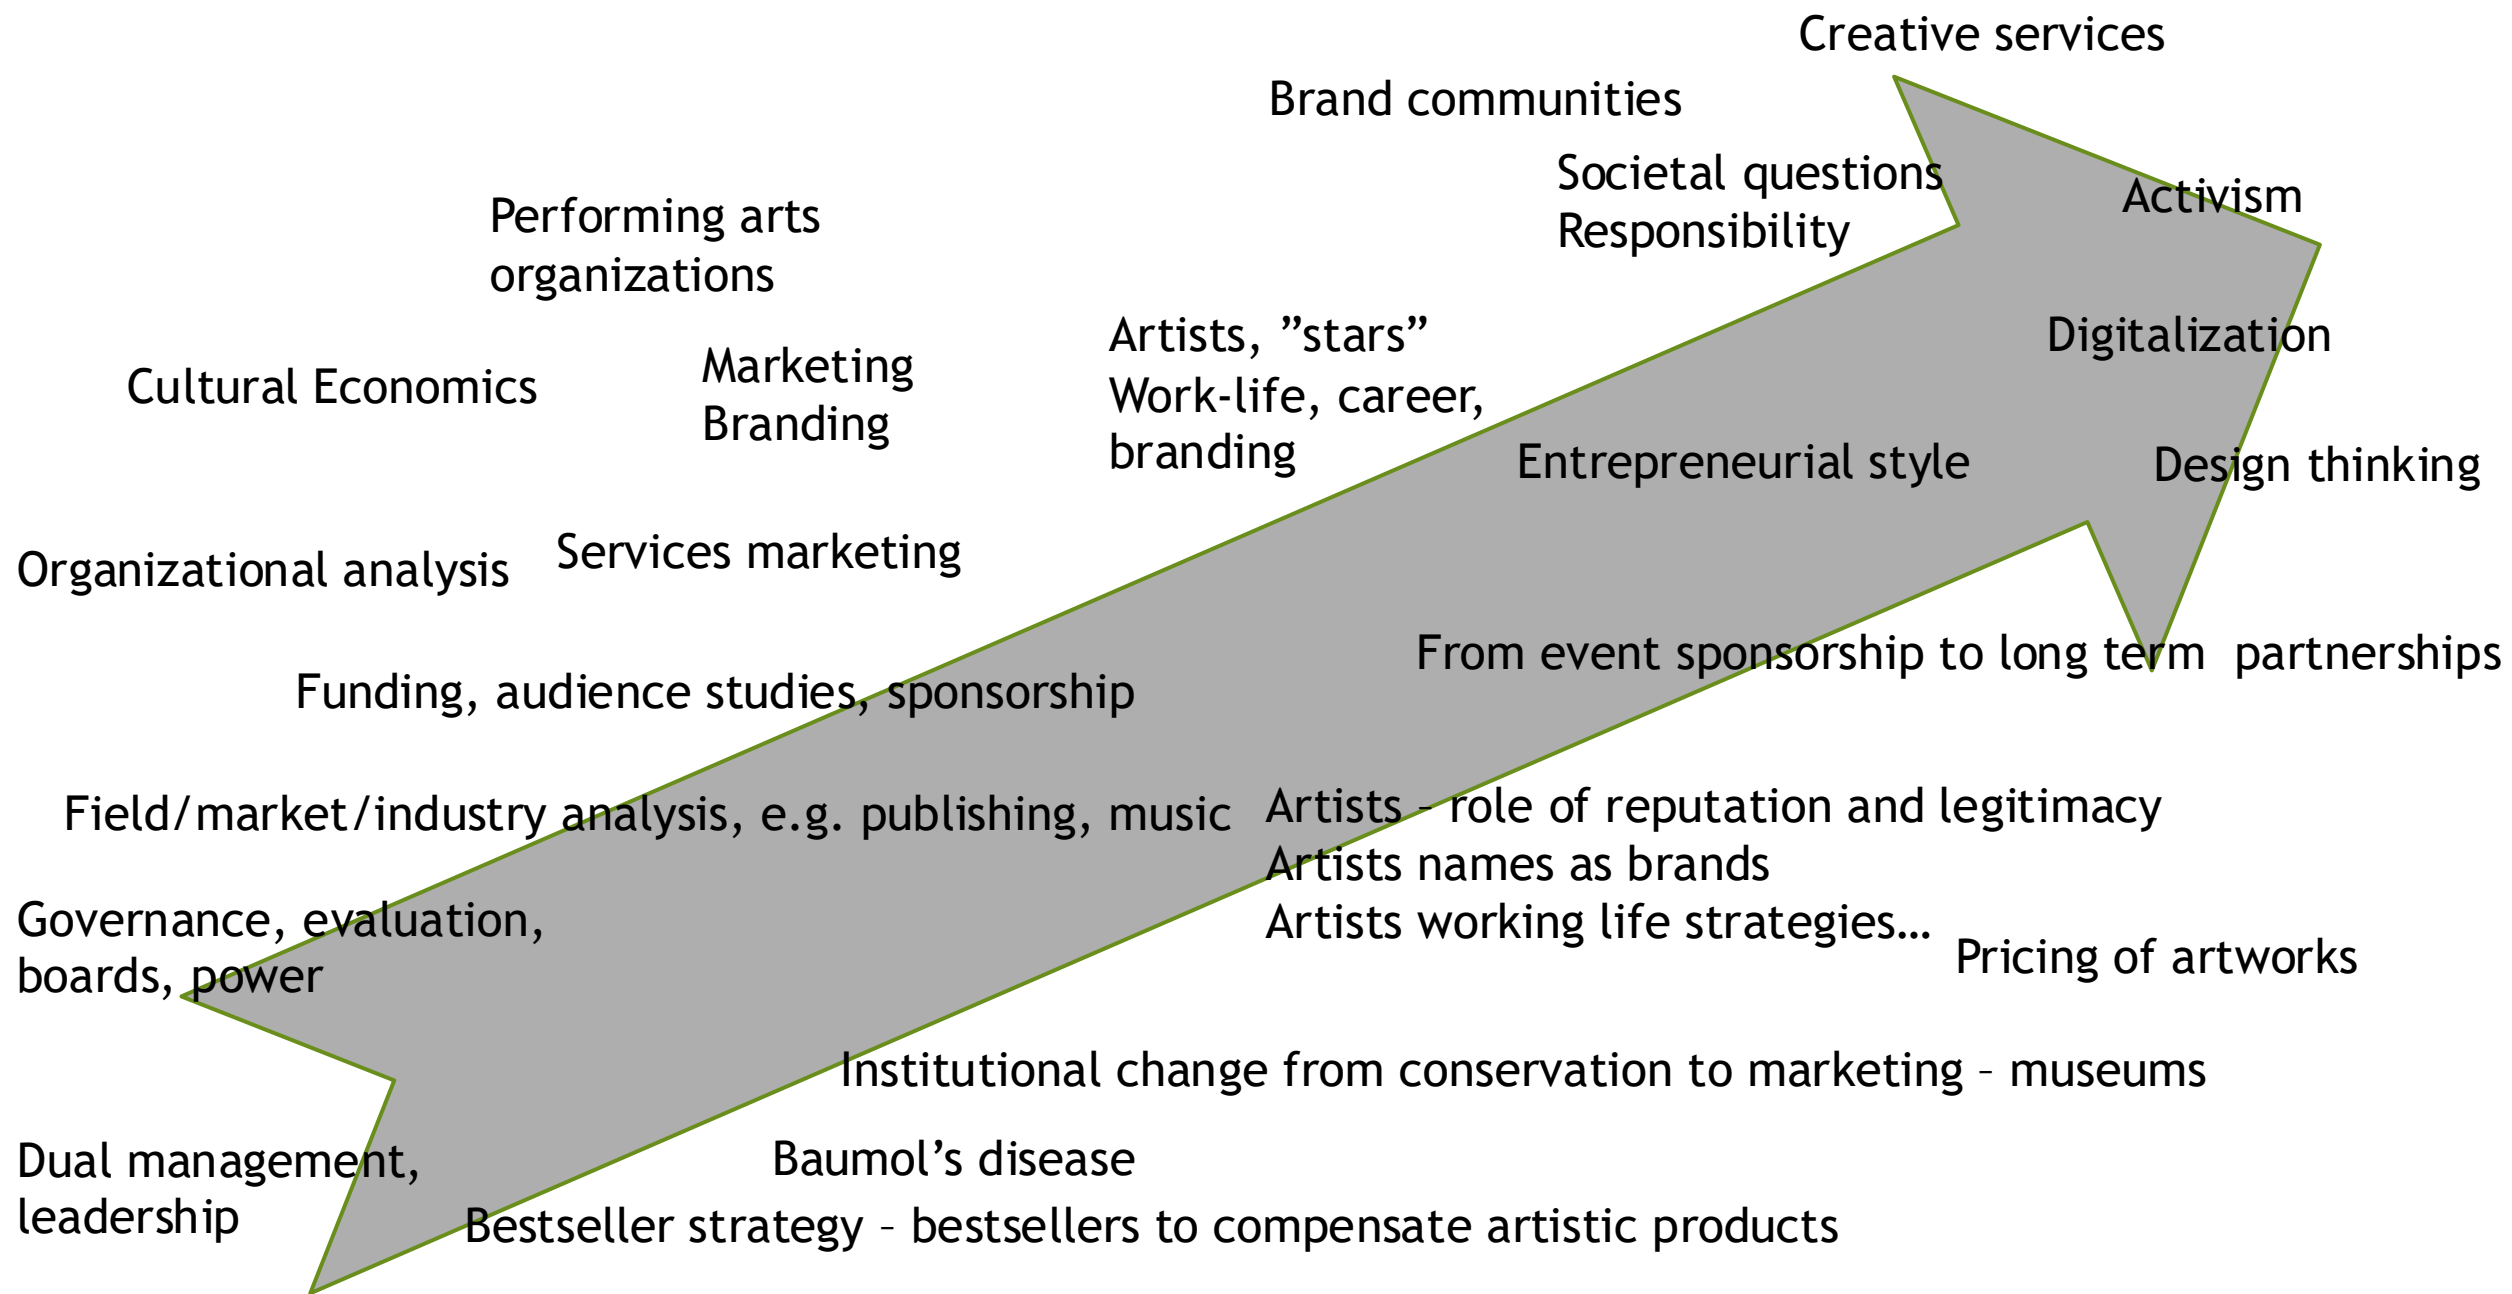 Creative services
Brand communities
Societal questions
Responsibility
Activism
Performing arts
organizations
Artists, ”stars”
Work-life, career,
branding
Digitalization
Marketing
Branding
Cultural Economics
Entrepreneurial style
Design thinking
Services marketing
Organizational analysis
From event sponsorship to long term  partnerships
Funding, audience studies, sponsorship
Field/market/industry analysis, e.g. publishing, music
Artists – role of reputation and legitimacy
Artists names as brands
Artists working life strategies…
Governance, evaluation,
boards, power
Pricing of artworks
Institutional change from conservation to marketing – museums
Dual management,
leadership
Baumol’s disease
Bestseller strategy – bestsellers to compensate artistic products